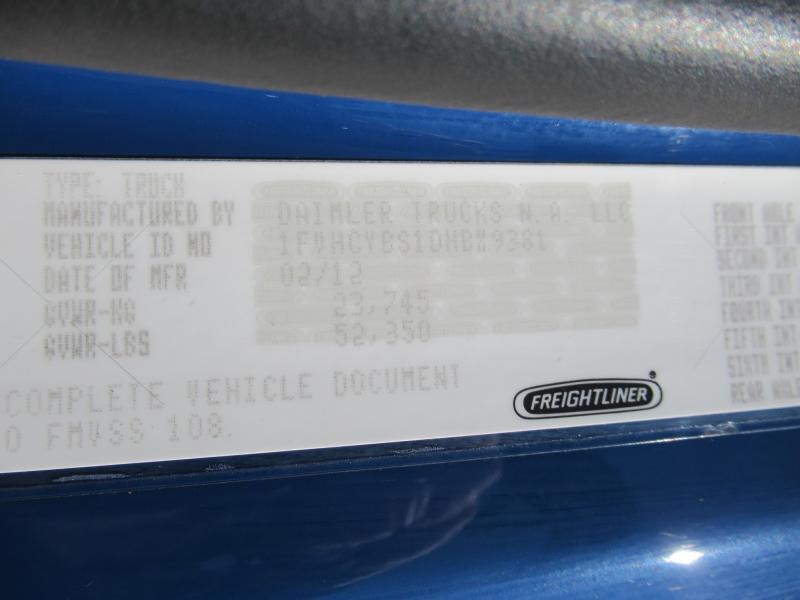 TYPE: TRUCK
MANUFACTURED BY DAIMLER TRUCKS N.A. LLC
VEHICLE ID NO 1FVHCYBS1DHBW9381
DATE OF MFR 02/12
GVWR-KG 23,745
GVWR-LBS 52,350
COMPLETE VEHICLE DOCUMENT
O FMVSS 108.
FREIGHTLINER
FRONT AXLE
FIRST INT
SECOND INT
THIRD INT
FOURTH INT
FIFTH INT
SIXTH INT
REAR AXLE